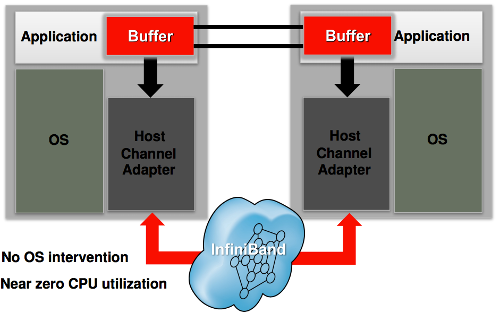 Application
Buffer
Buffer
Application
OS
Host
Channel
Adapter
Host
Channel
Adapter
OS
InfiniBand
No OS intervention
Near zero CPU utilization